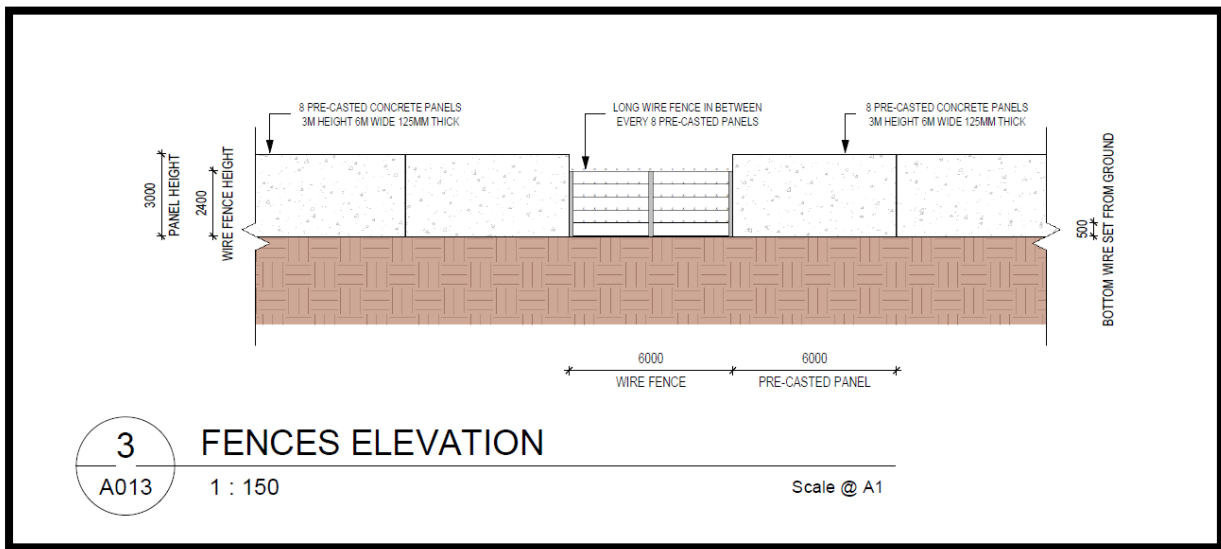 8 PRE-CASTED CONCRETE PANELS
3M HEIGHT 6M WIDE 125MM THICK
LONG WIRE FENCE IN BETWEEN
EVERY 8 PRE-CASTED PANELS
8 PRE-CASTED CONCRETE PANELS
3M HEIGHT 6M WIDE 125MM THICK
3000
PANEL HEIGHT
2400
WIRE FENCE HEIGHT
500
BOTTOM WIRE SET FROM GROUND
6000
WIRE FENCE
6000
PRE-CASTED PANEL
3
A013
FENCES ELEVATION
1 : 150
Scale @ A1